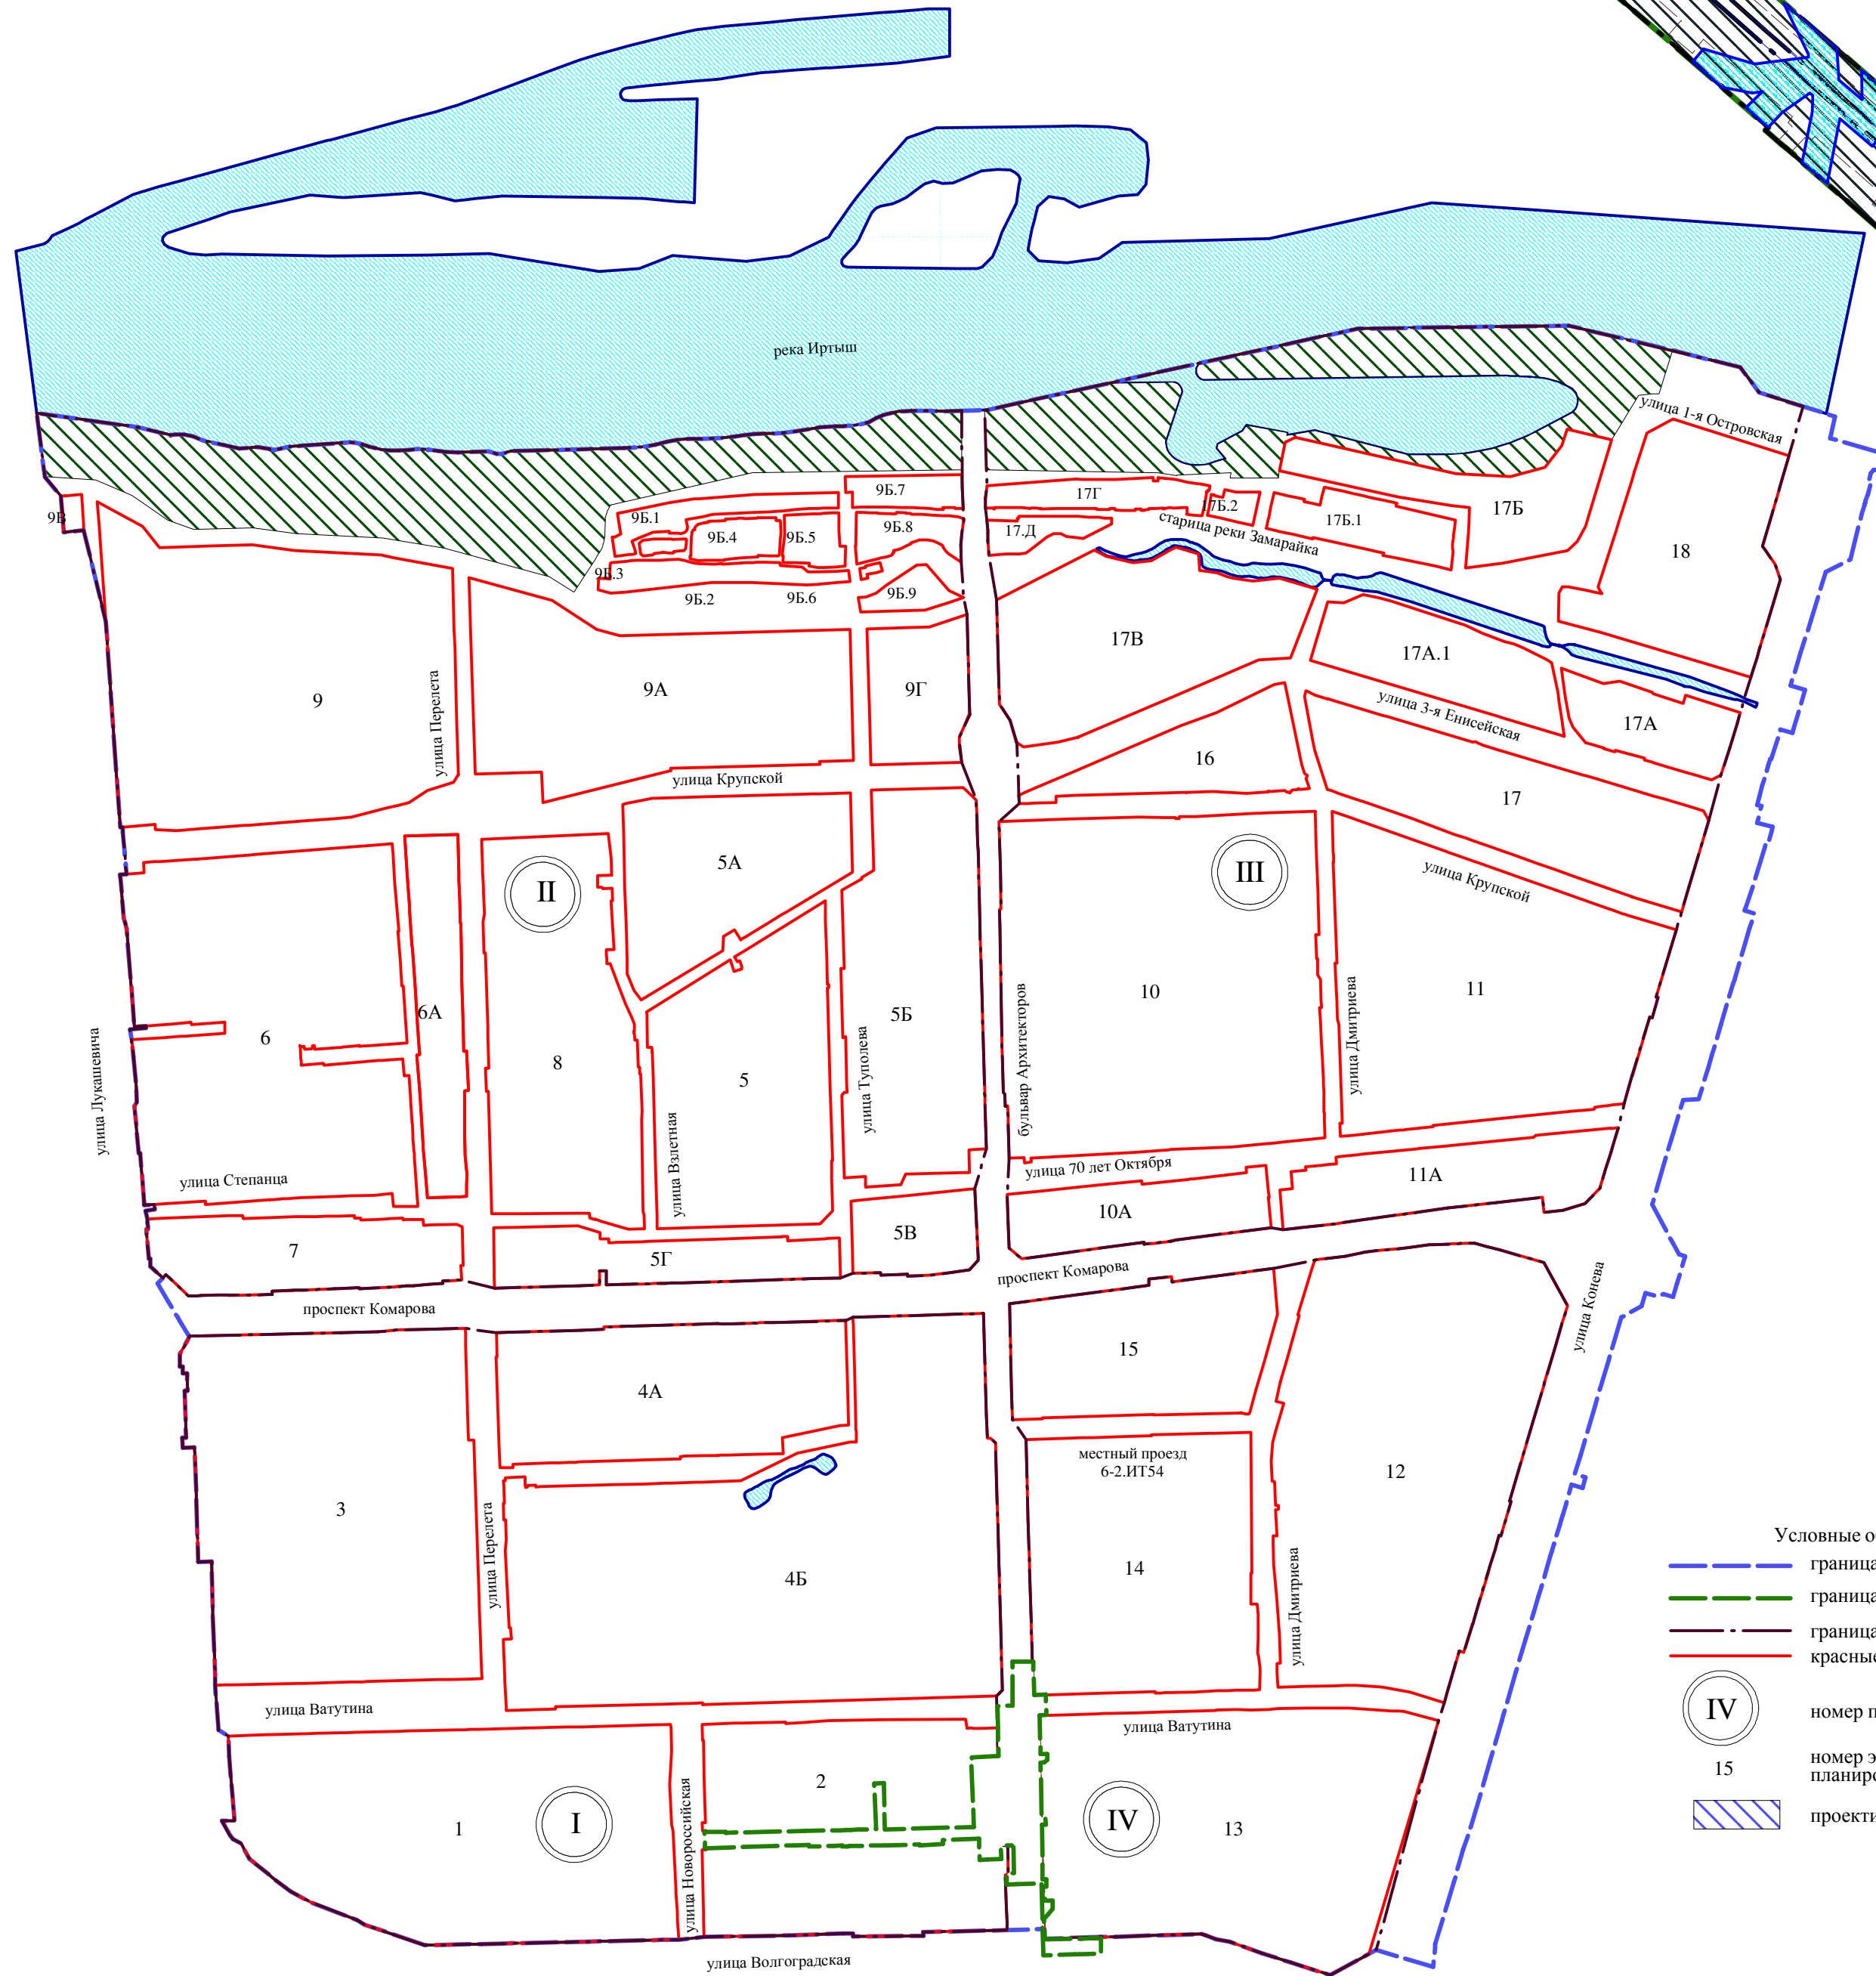 река Иртыш
улица 1-я Островская
9В
9Б.1
9Б.7
17Г
17Б.2
17Б.1
17Б
9Б.4
9Б.5
9Б.8
17.Д
старица реки Замарайка
18
9Б.3
9Б.2
9Б.6
9Б.9
17В
17А.1
9
улица Перелета
9А
9Г
улица 3-я Енисейская
17А
улица Крупской
16
17
5А
II
III
улица Крупской
6
6А
8
5
5Б
10
11
улица Лукашевича
улица Взлетная
улица Туполева
бульвар Архитекторов
улица Дмитриева
улица Степанца
улица 70 лет Октября
11А
10А
7
5Г
5В
проспект Комарова
проспект Комарова
улица Конева
15
4А
местный проезд
6-2.ИТ54
12
3
улица Перелета
4Б
14
улица Дмитриева
улица Ватутина
улица Ватутина
1
I
улица Новороссийская
2
IV
13
улица Волгоградская
Условные о
граница
граница
граница
красные
IV
номер п
15
номер э
планиро
проекти